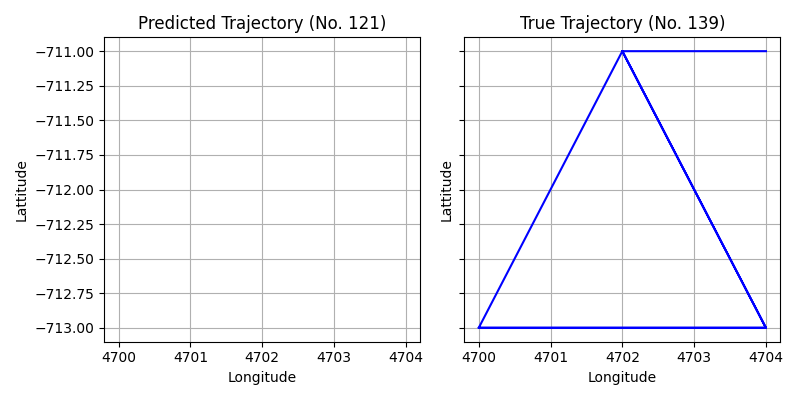 Predicted Trajectory (No. 121)
True Trajectory (No. 139)
−711.00
−711.25
−711.50
−711.75
−712.00
−712.25
−712.50
−712.75
−713.00
Lattitude
Lattitude
4700 4701 4702 4703 4704
4700 4701 4702 4703 4704
Longitude
Longitude